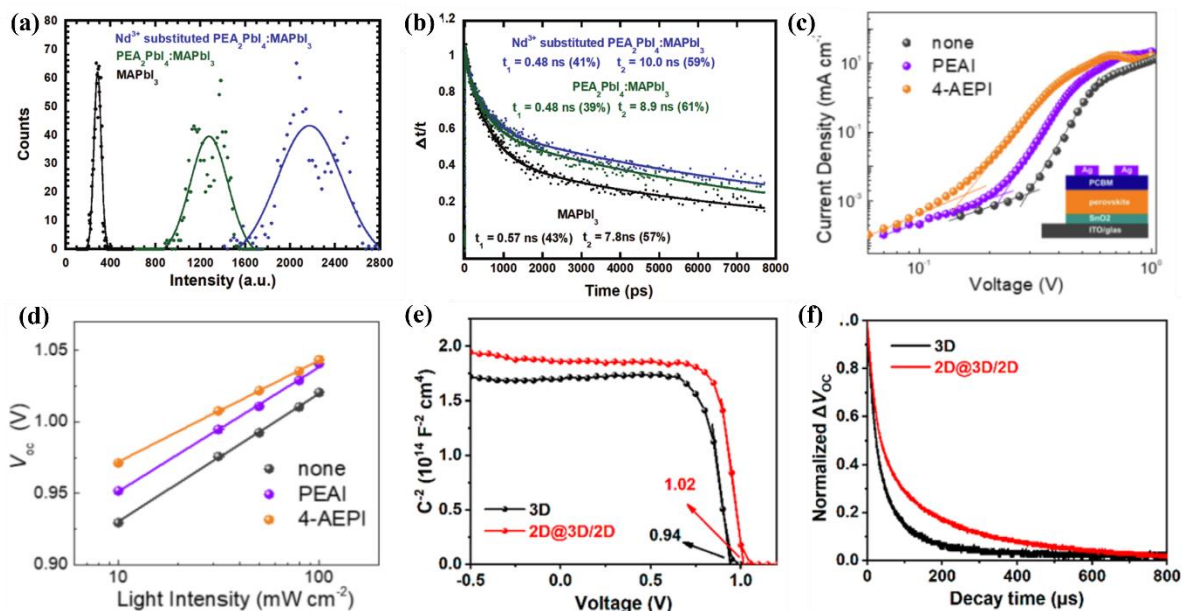 (a)
Nd3+ substituted PEA2PbI4:MAPbI3
PEA2PbI4:MAPbI3
MAPbI3
80
70
60
50
40
30
20
10
0
Counts
0 400 800 1200 1600 2000 2400 2800
Intensity (a.u.)
(b)
Nd3+ substituted PEA2PbI4:MAPbI3
t1 = 0.48 ns (41%) t2 = 10.0 ns (59%)
PEA2PbI4:MAPbI3
t1 = 0.48 ns (39%) t2 = 8.9 ns (61%)
MAPbI3
t1 = 0.57 ns (43%) t2 = 7.8ns (57%)
1.2
1
0.8
0.6
0.4
0.2
0
Δt/t
0 1000 2000 3000 4000 5000 6000 7000 8000
Time (ps)
(c)
none
PEAI
4-AEPI
10¹
10⁻¹
10⁻³
Current Density (mA cm⁻²)
Ag Ag
PCBM
perovskite
SnO2
ITO/glas
10⁻¹ 10⁰
Voltage (V)
(d)
1.05
1.00
0.95
0.90
Voc (V)
none
PEAI
4-AEPI
10 100
Light Intensity (mW cm⁻²)
(e)
2.0
1.5
1.0
0.5
0.0
C⁻² (10¹⁴ F⁻² cm⁴)
3D
2D@3D/2D
1.02
0.94
-0.5 0.0 0.5 1.0
Voltage (V)
(f)
3D
2D@3D/2D
0.8
0.6
0.4
0.2
0.0
Normalized ΔVOC
0 200 400 600 800
Decay time (μs)